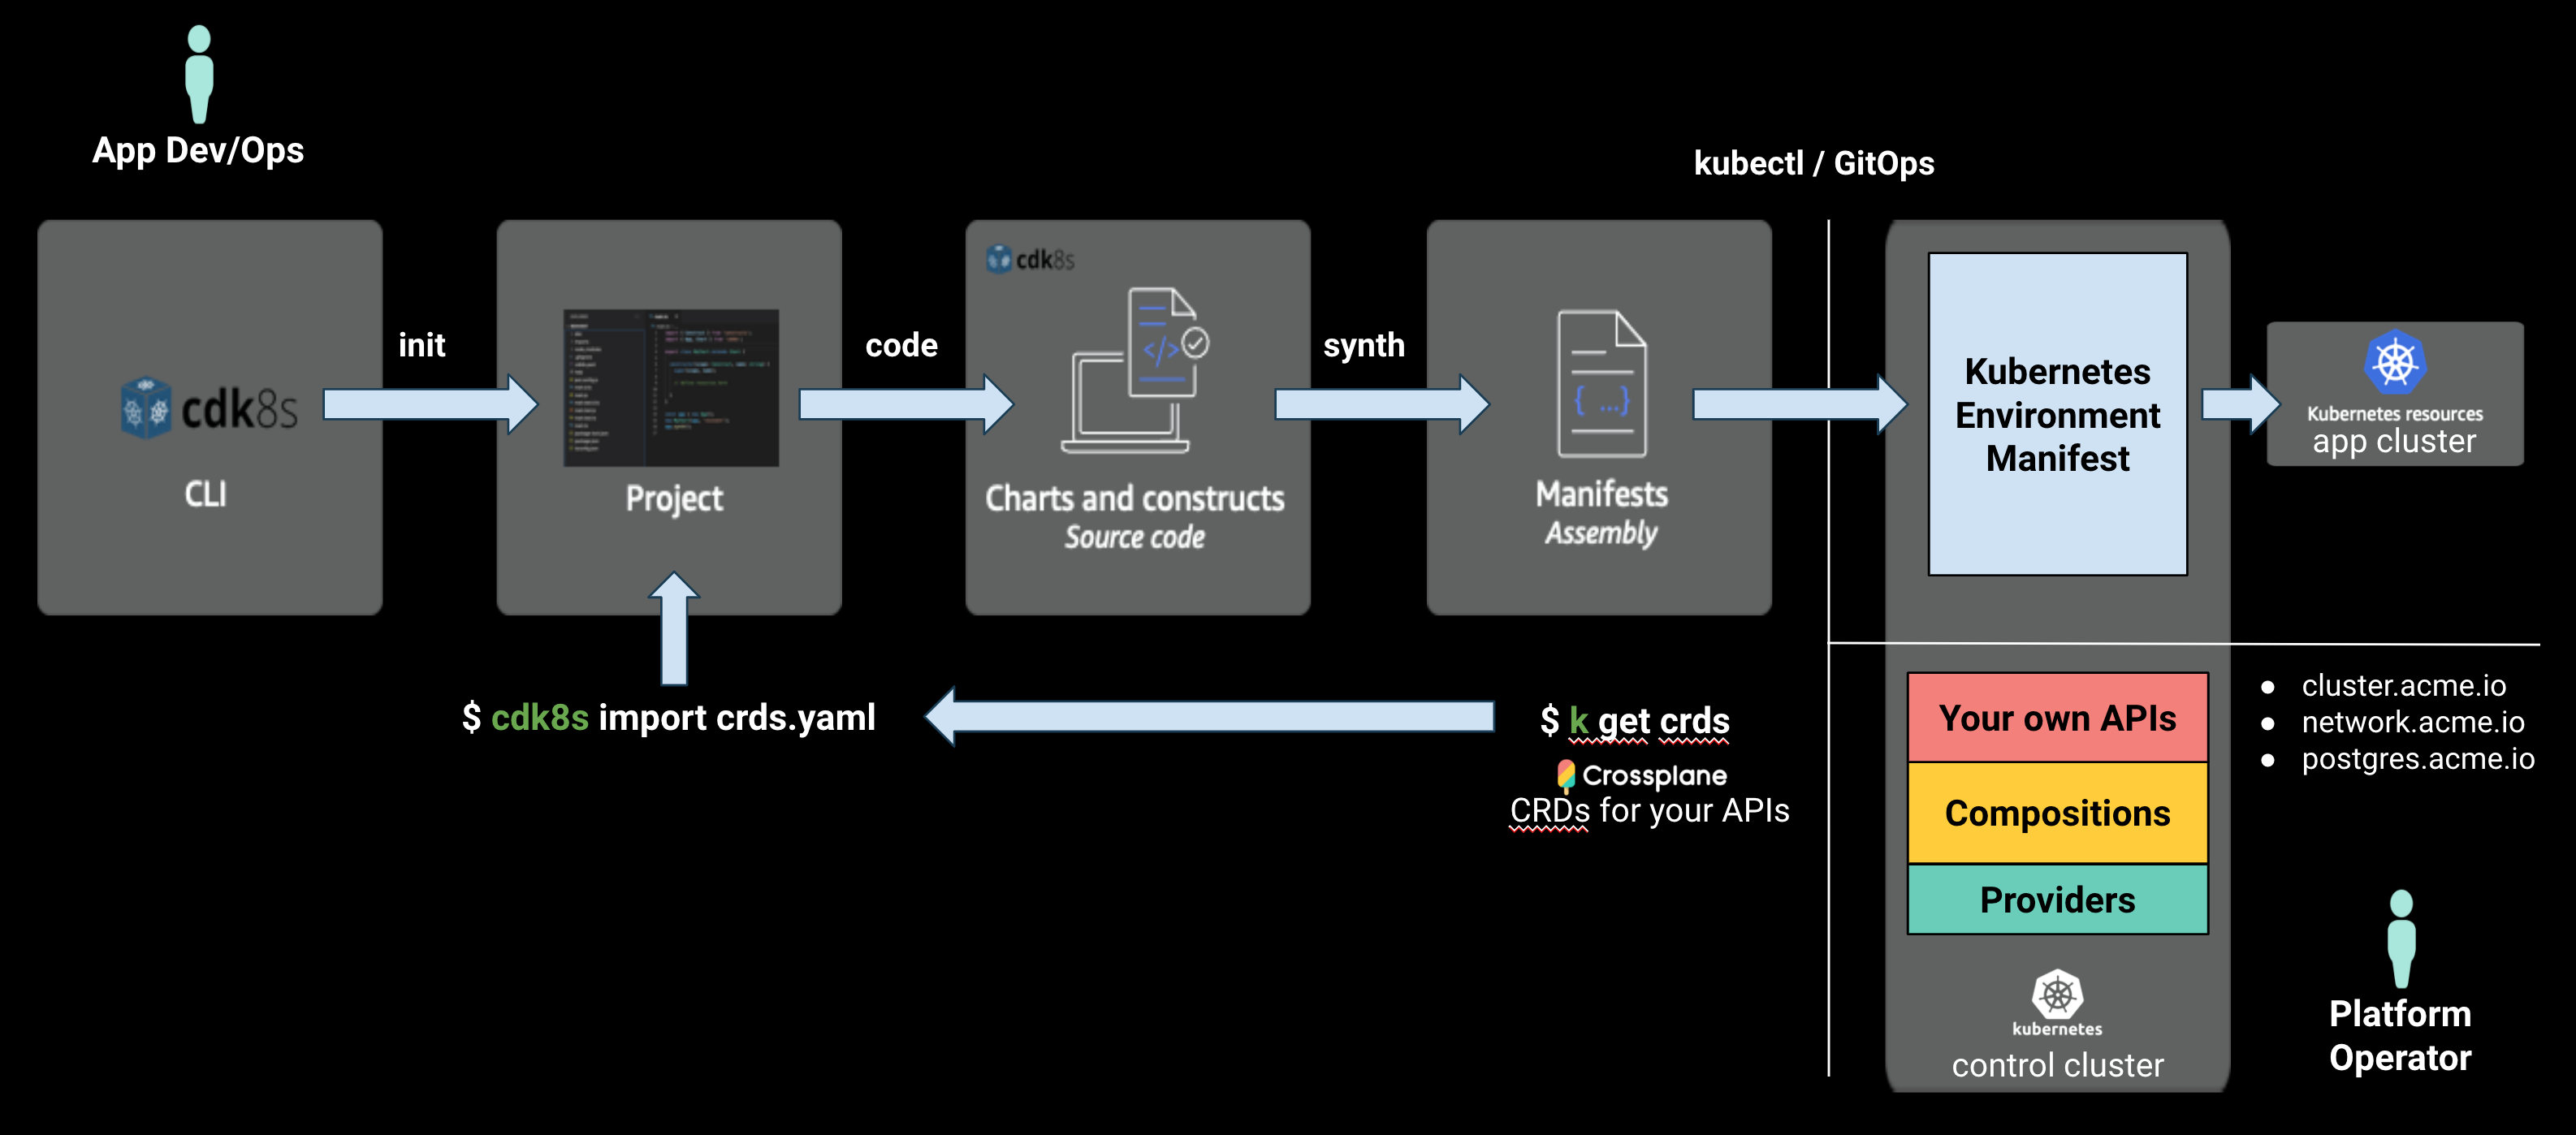 App Dev/Ops
kubectl / GitOps
cdk8s
CLI
init
Project
code
cdk8s
Charts and constructs
Source code
synth
Manifests
Assembly
Kubernetes
Environment
Manifest
Kubernetes resources
app cluster
$ cdk8s import crds.yaml
$ k get crds
Crossplane
CRDs for your APIs
Your own APIs
Compositions
Providers
kubernetes
control cluster
● cluster.acme.io
● network.acme.io
● postgres.acme.io
Platform
Operator